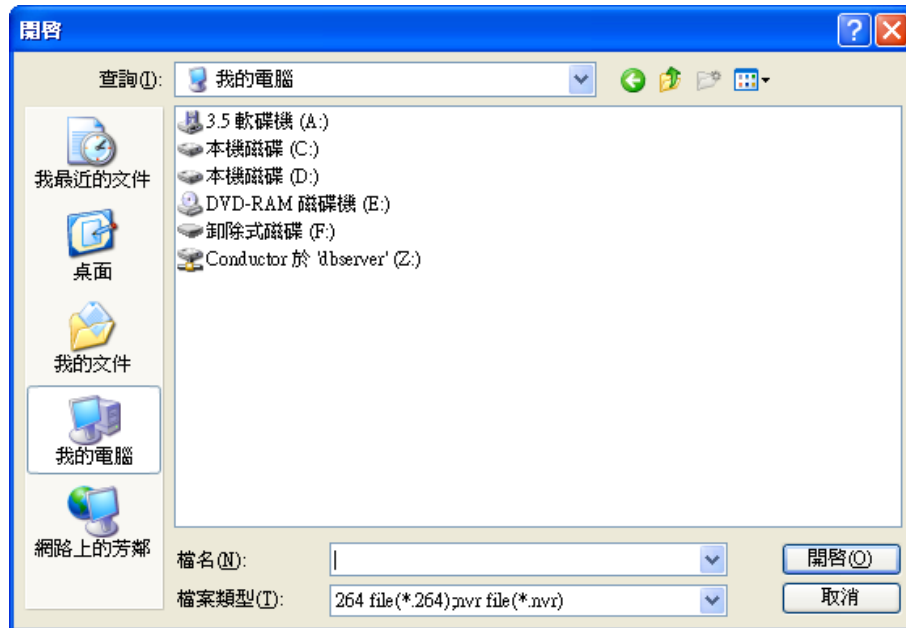 開啓
查詢(I): 我的電腦
我最近的文件
桌面
我的文件
我的電腦
網路上的芳鄰
3.5 軟碟機 (A:)
本機磁碟 (C:)
本機磁碟 (D:)
DVD-RAM 磁碟機 (E:)
卸除式磁碟 (F:)
Conductor 於 'dbserver' (Z:)
檔名(N): 開啓(O)
檔案類型(T): 264 file(*.264);nvr file(*.nvr) 取消